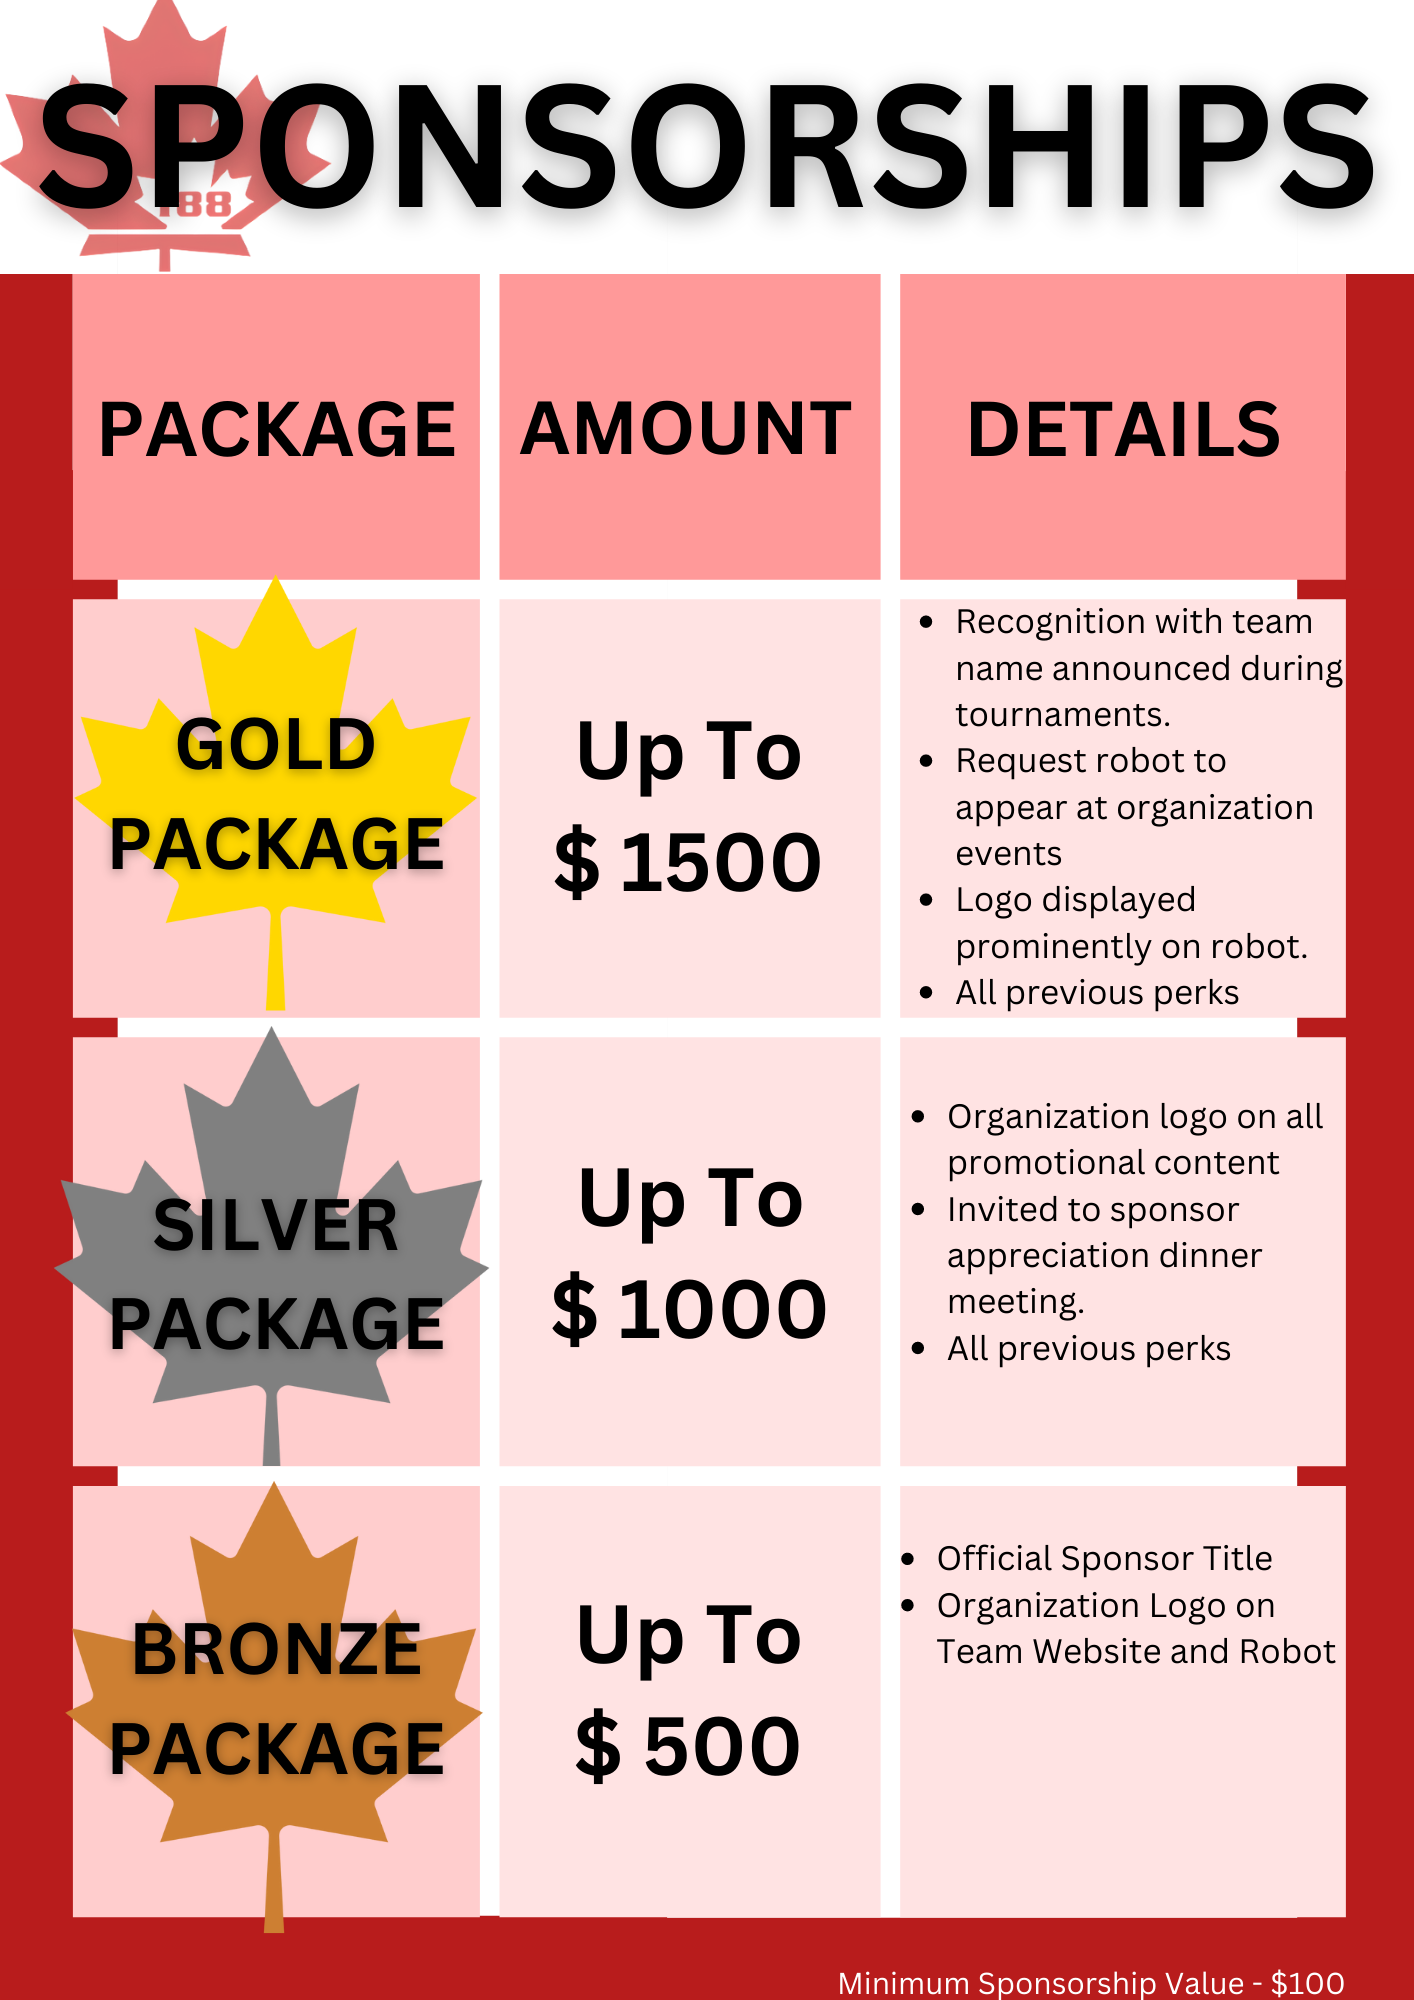 SPONSORSHIPS
188
PACKAGE
AMOUNT
DETAILS
GOLD
PACKAGE
Up To
$ 1500
• Recognition with team
name announced during
tournaments.
• Request robot to
appear at organization
events
• Logo displayed
prominently on robot.
• All previous perks
SILVER
PACKAGE
Up To
$ 1000
• Organization logo on all
promotional content
• Invited to sponsor
appreciation dinner
meeting.
• All previous perks
BRONZE
PACKAGE
Up To
$ 500
• Official Sponsor Title
• Organization Logo on
Team Website and Robot
Minimum Sponsorship Value - $100